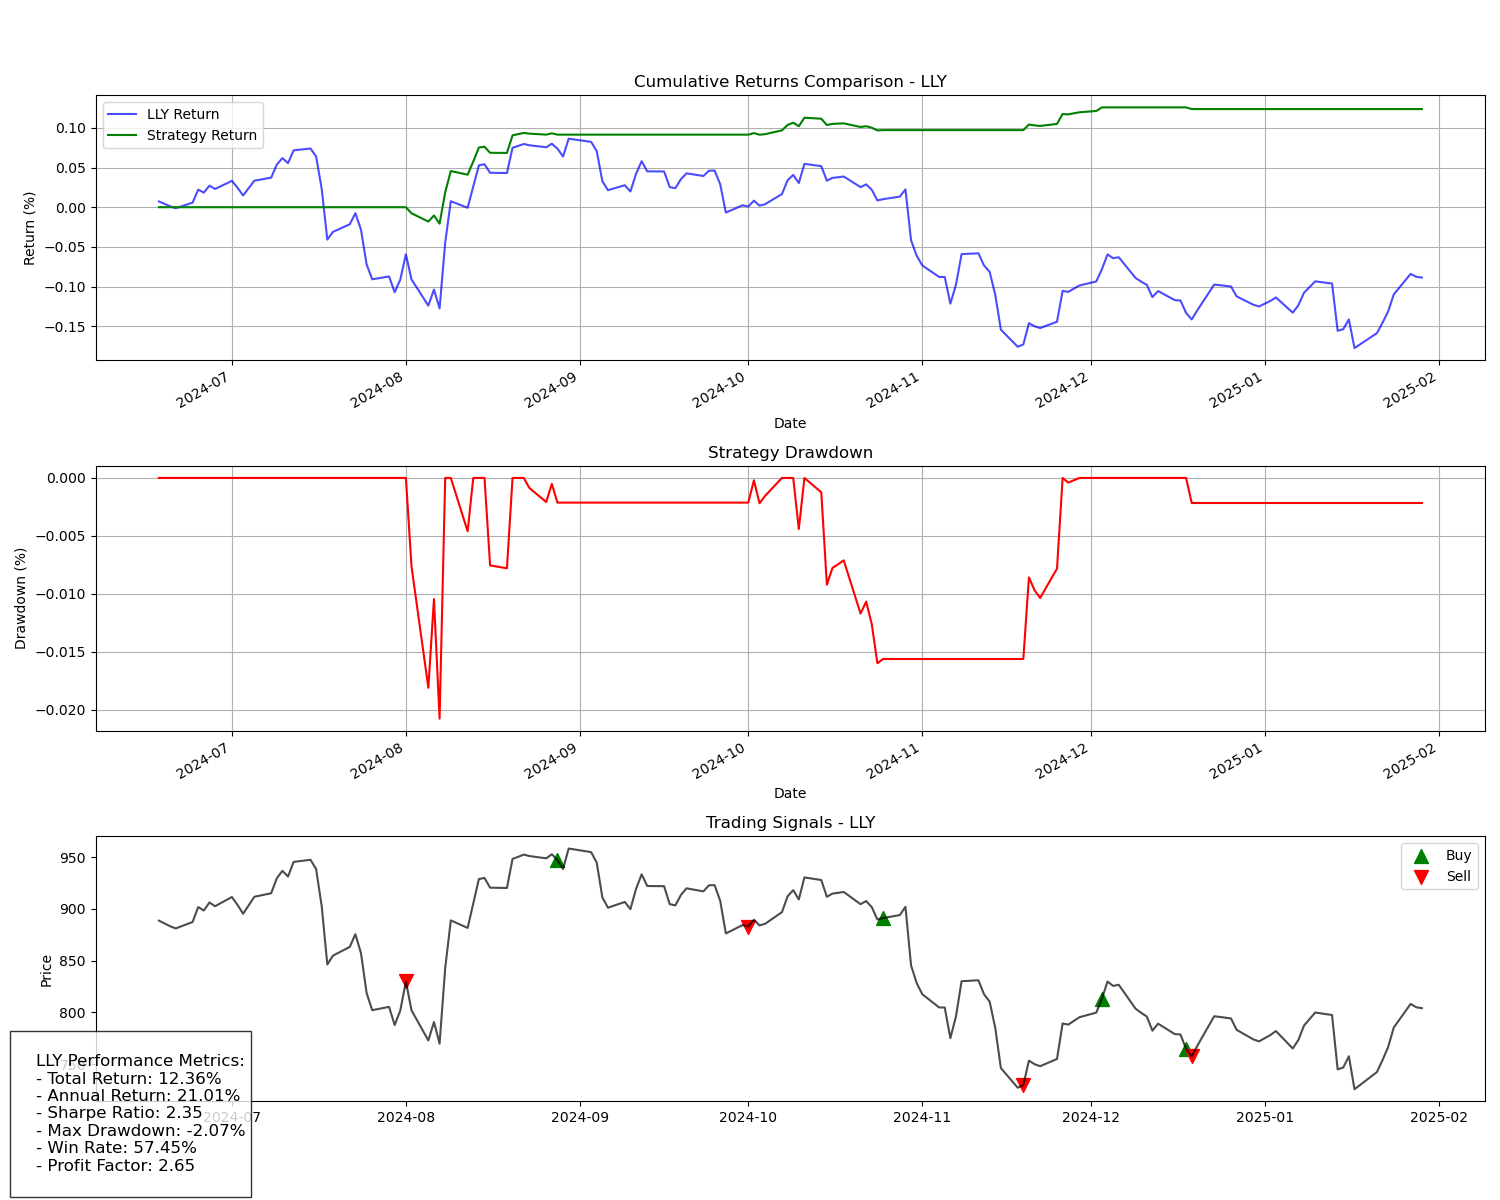 Cumulative Returns Comparison - LLY
LLY Return
Strategy Return
Return (%)
0.10
0.05
0.00
−0.05
−0.10
−0.15
2024-07 2024-08 2024-09 2024-10 2024-11 2024-12 2025-01 2025-02
Date
Strategy Drawdown
Drawdown (%)
0.000
−0.005
−0.010
−0.015
−0.020
2024-07 2024-08 2024-09 2024-10 2024-11 2024-12 2025-01 2025-02
Date
Trading Signals - LLY
Buy
Sell
Price
950
900
850
800
750
2024-07 2024-08 2024-09 2024-10 2024-11 2024-12 2025-01 2025-02
LLY Performance Metrics:
- Total Return: 12.36%
- Annual Return: 21.01%
- Sharpe Ratio: 2.35
- Max Drawdown: -2.07%
- Win Rate: 57.45%
- Profit Factor: 2.65